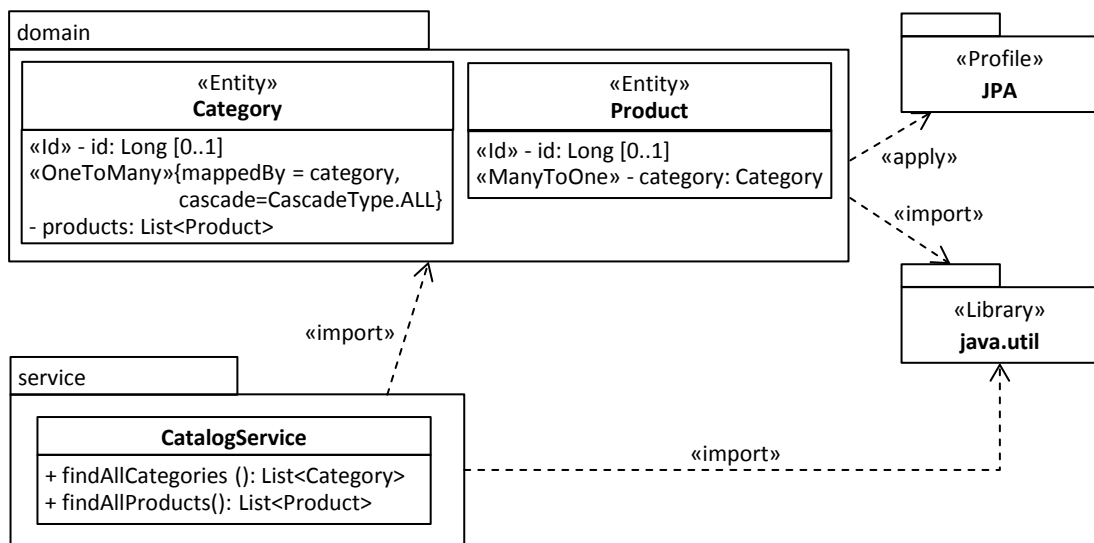 domain
«Entity»
Category
«Id» - id: Long [0..1]
«OneToMany»{mappedBy = category,
cascade=CascadeType.ALL}
- products: List<Product>
«Entity»
Product
«Id» - id: Long [0..1]
«ManyToOne» - category: Category
«Profile»
JPA
«apply»
«import»
«Library»
java.util
«import»
service
CatalogService
+ findAllCategories (): List<Category>
+ findAllProducts(): List<Product>
«import»